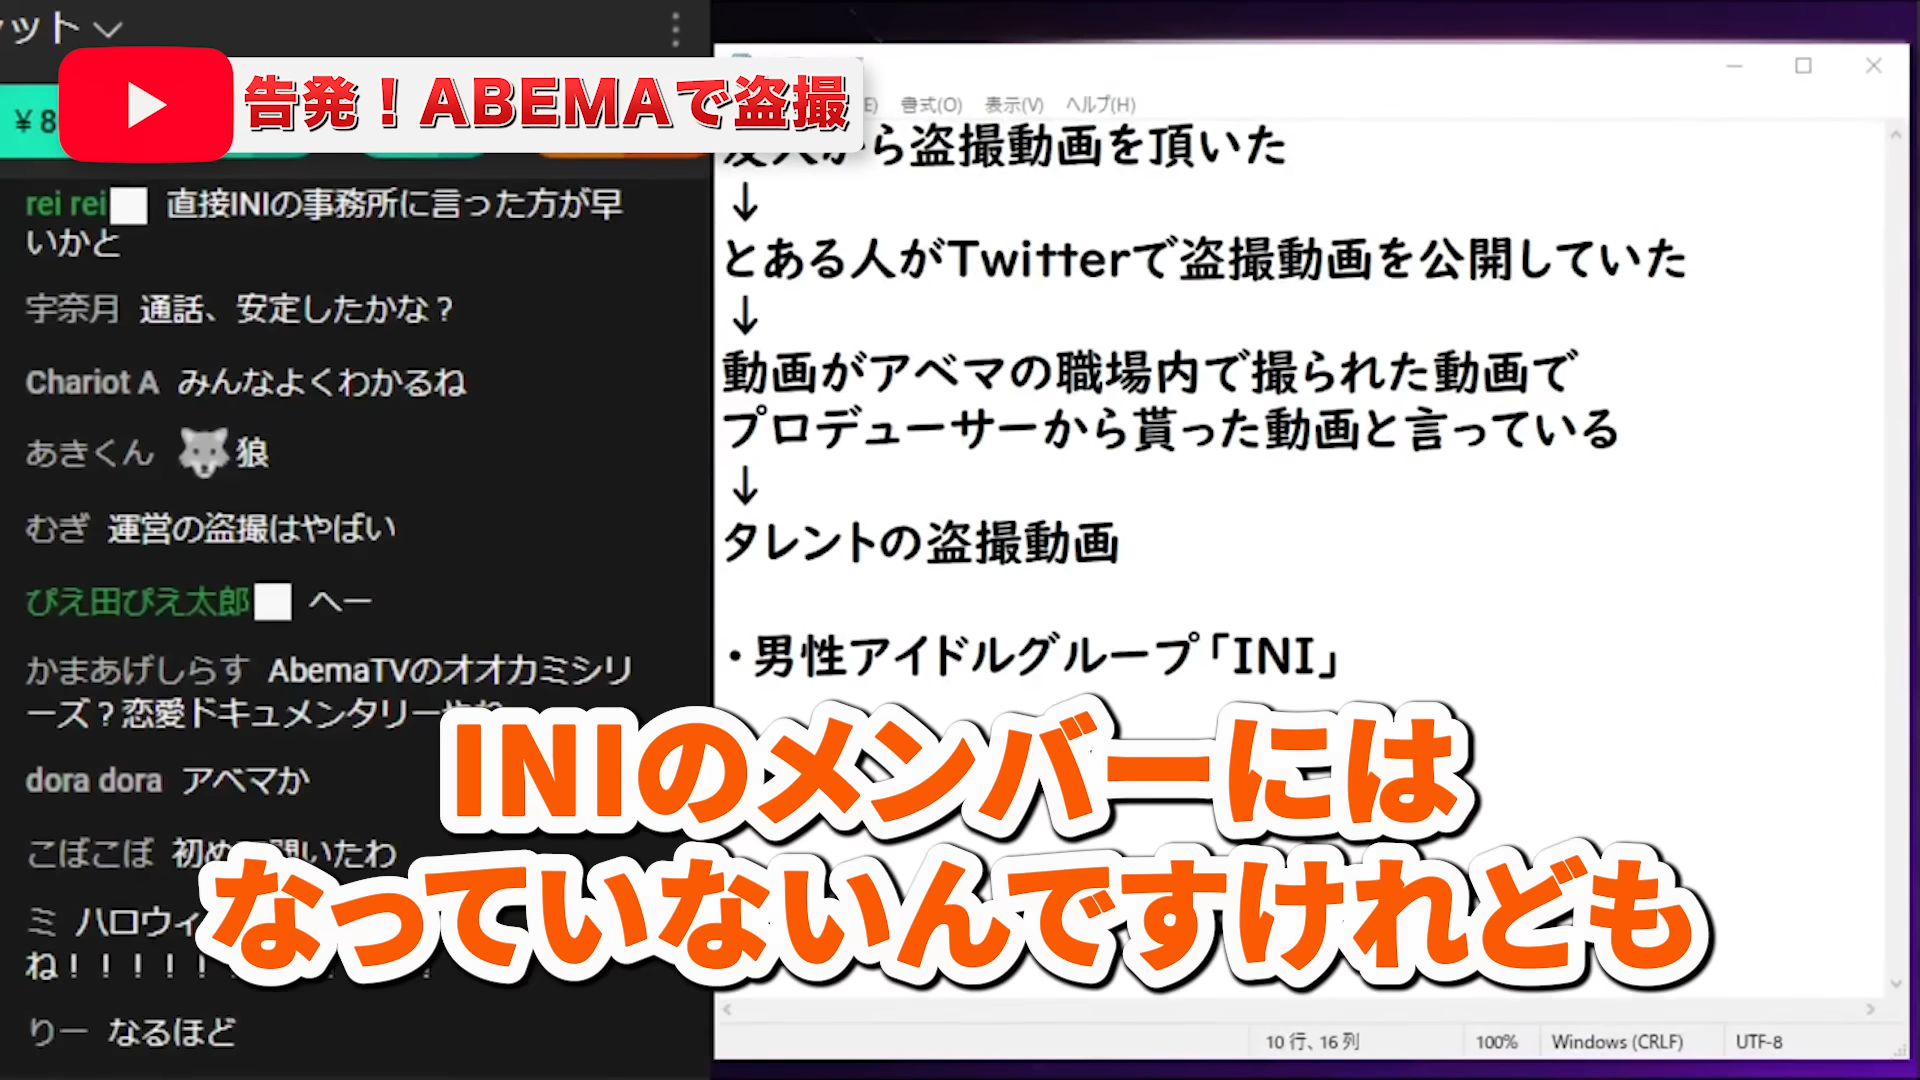 ット
¥8
告発！ABEMAで盗撮
rei rei 直接INIの事務所に言った方が早
いかと
宇奈月 通話、安定したかな？
Chariot A みんなよくわかるね
あきくん 🐺狼
むぎ 運営の盗撮はやばい
ぴえ田ぴえ太郎 へー
かまあげしらす AbemaTVのオオカミシリ
ーズ？恋愛ドキュメンタリー
dora dora アベマか
こぼこぼ 初め 聞いたわ
ミ ハロウィ
ね！！！！！！
りー なるほど
書式(O) 表示(V) ヘルプ(H)
から盗撮動画を頂いた
↓
とある人がTwitterで盗撮動画を公開していた
↓
動画がアベマの職場内で撮られた動画で
プロデューサーから貰った動画と言っている
↓
タレントの盗撮動画
・男性アイドルグループ「INI」
INIのメンバーには
なっていないんですけれども
10 行、16 列 100% Windows (CRLF) UTF-8